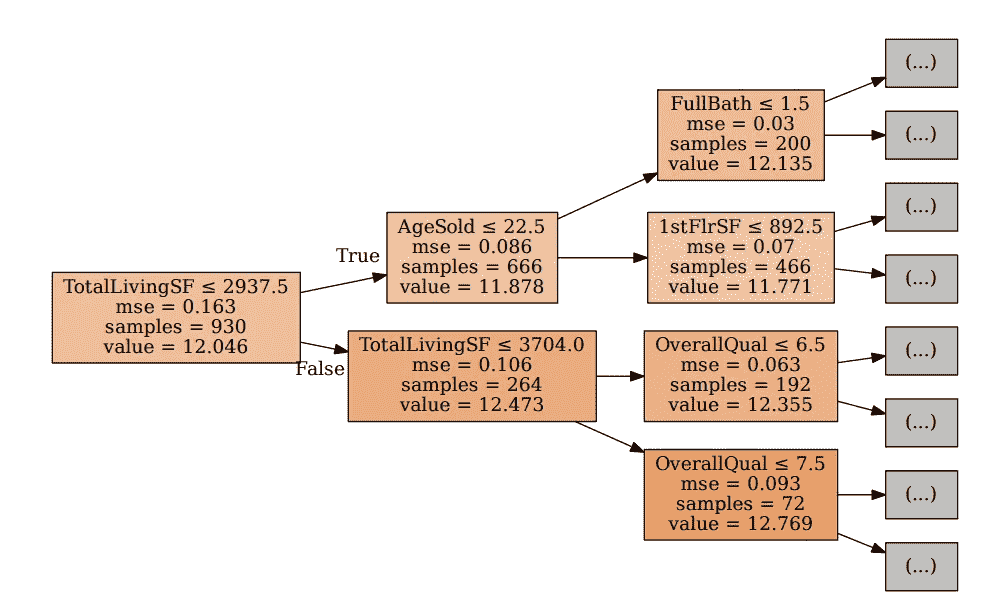 TotalLivingSF ≤ 2937.5
mse = 0.163
samples = 930
value = 12.046
True
False
AgeSold ≤ 22.5
mse = 0.086
samples = 666
value = 11.878
TotalLivingSF ≤ 3704.0
mse = 0.106
samples = 264
value = 12.473
FullBath ≤ 1.5
mse = 0.03
samples = 200
value = 12.135
1stFlrSF ≤ 892.5
mse = 0.07
samples = 466
value = 11.771
OverallQual ≤ 6.5
mse = 0.063
samples = 192
value = 12.355
OverallQual ≤ 7.5
mse = 0.093
samples = 72
value = 12.769
(...)
(...)
(...)
(...)
(...)
(...)
(...)
(...)